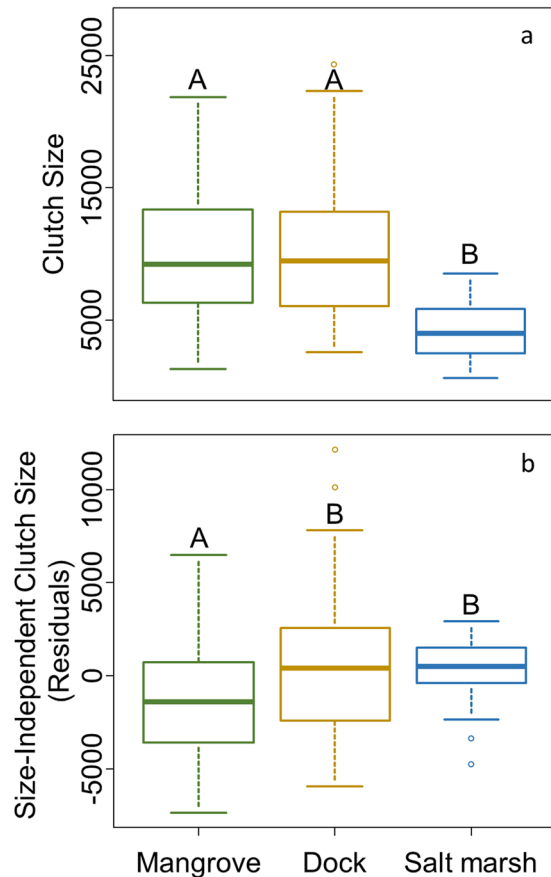 a
25000
15000
5000
Clutch Size
A
A
B
b
10000
5000
0
-5000
Size-Independent Clutch Size
(Residuals)
A
B
B
Mangrove
Dock
Salt marsh